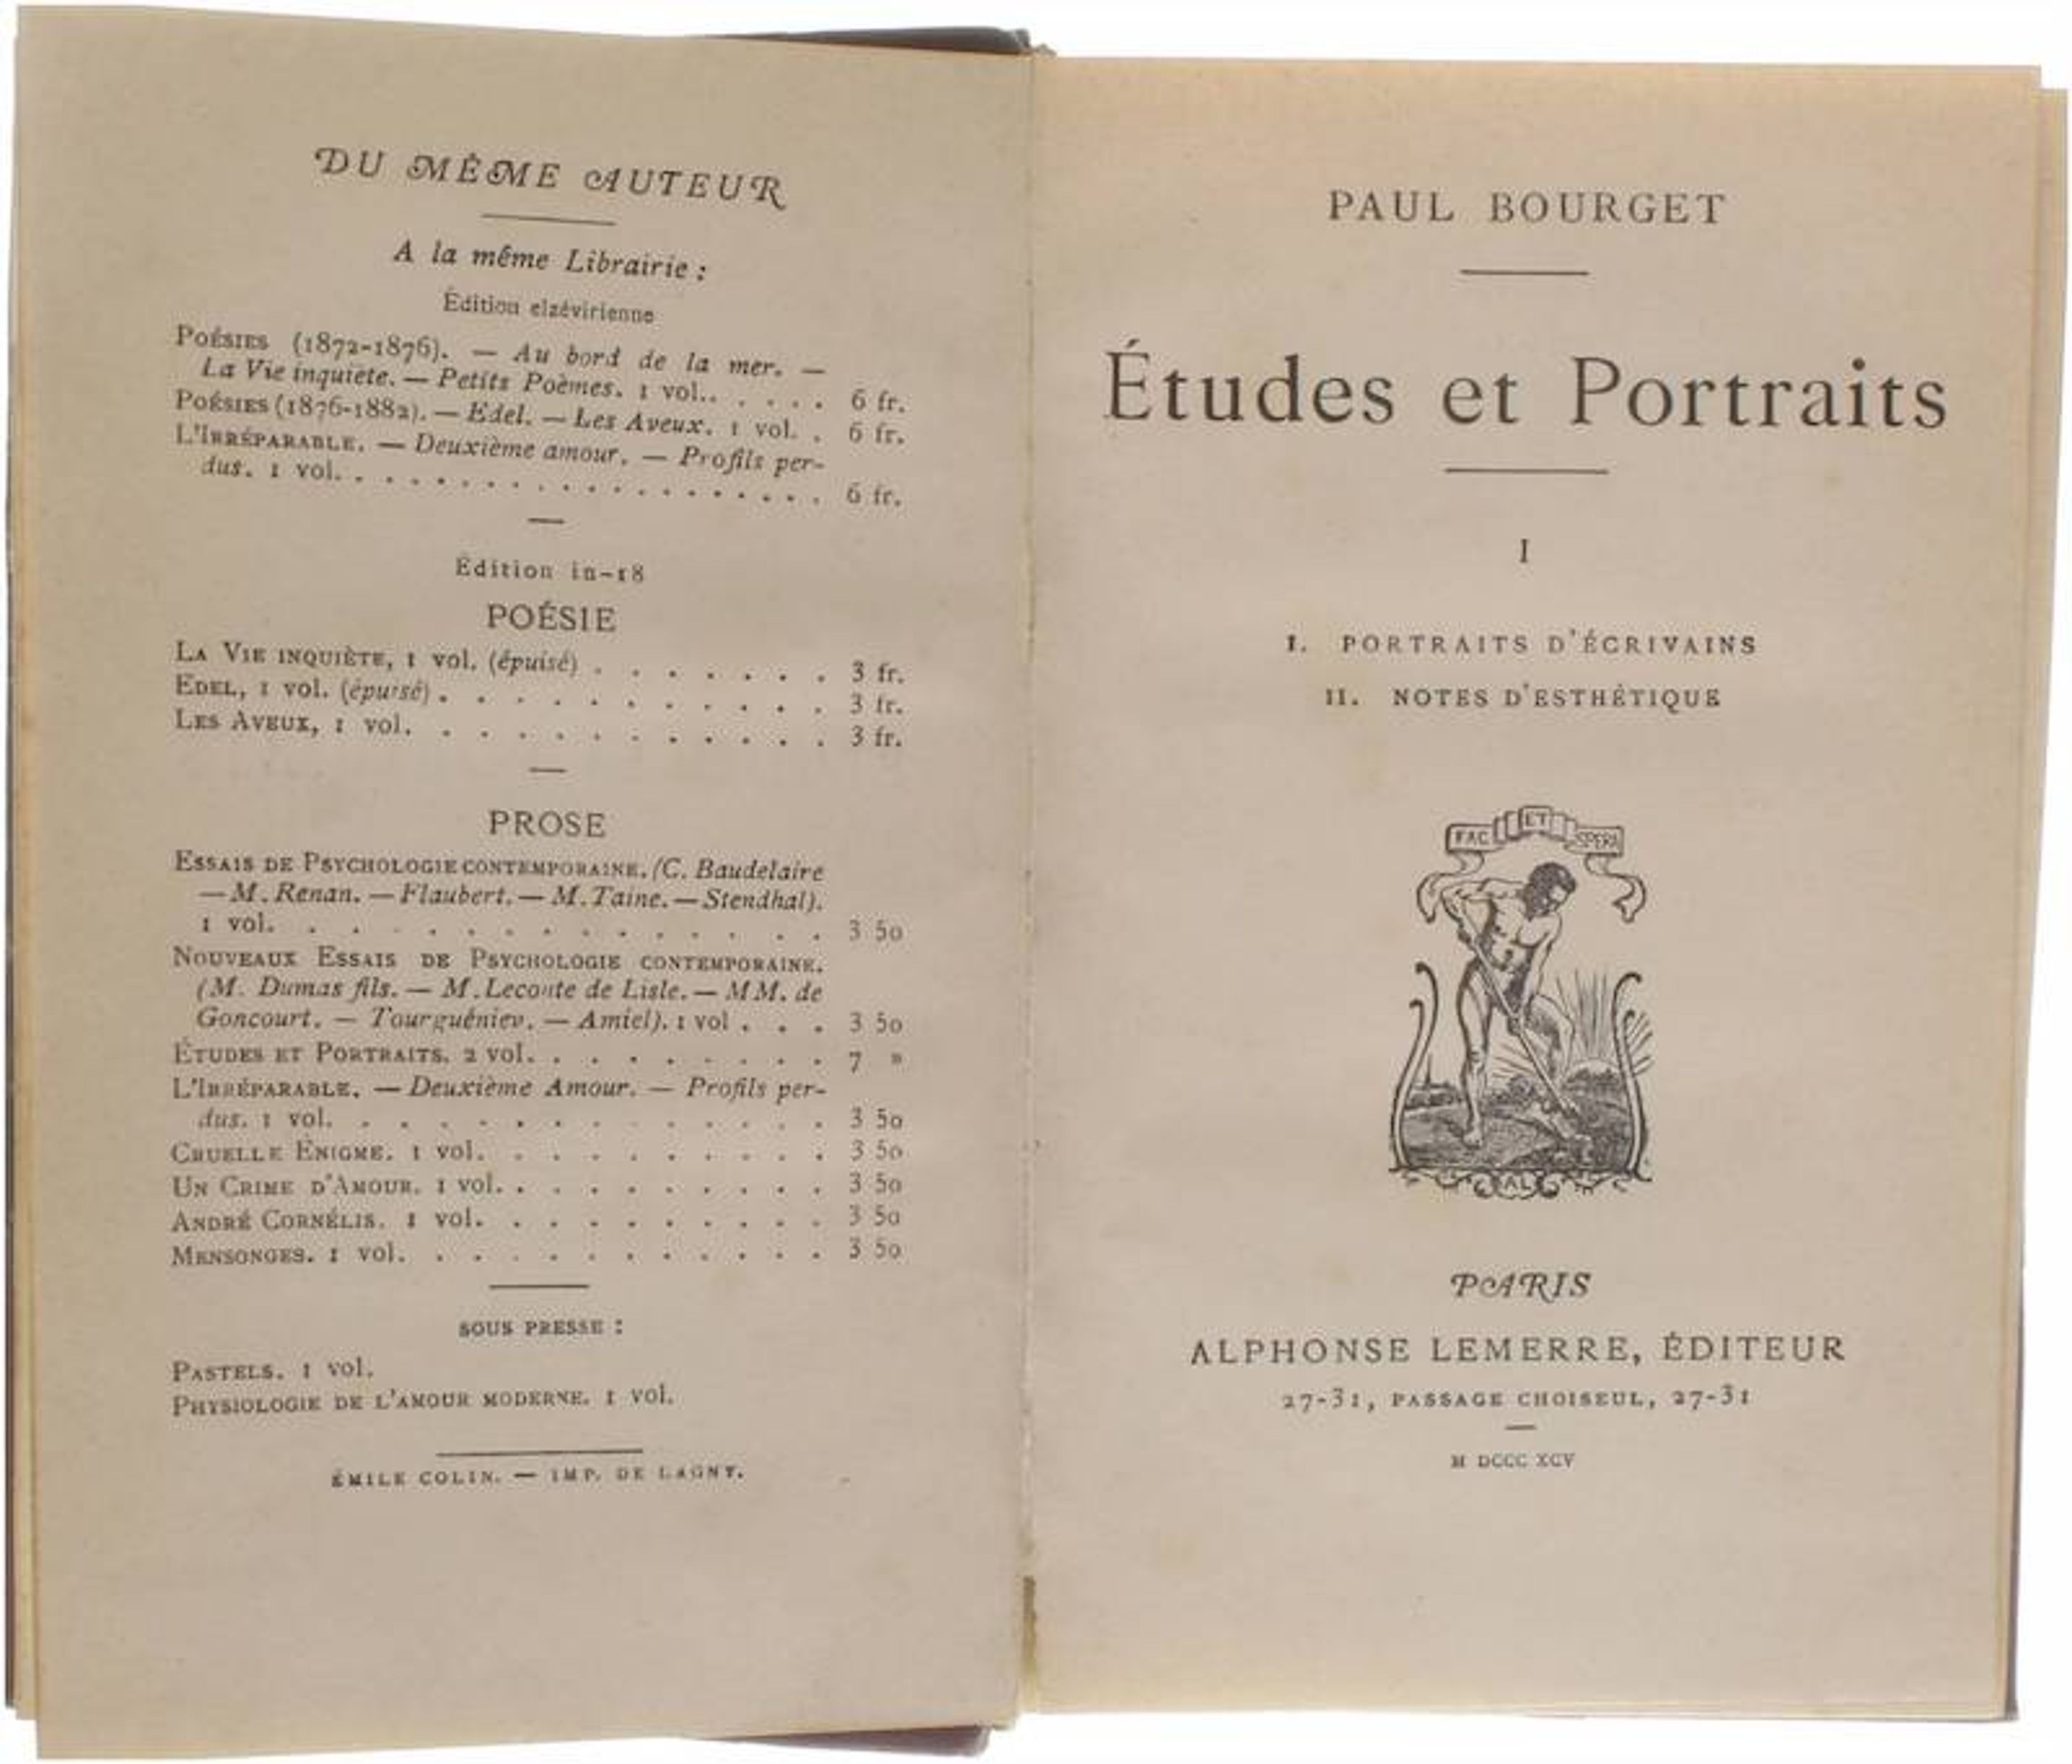 DU MÊME AUTEUR
A la même Librairie :
Édition elzévirienne
POÉSIES (1872-1876). — Au bord de la mer. —
La Vie inquiète. — Petits Poèmes. 1 vol.. . . . . 6 fr.
POÉSIES (1876-1882). — Edel. — Les Aveux. 1 vol. . 6 fr.
L'IRRÉPARABLE. — Deuxième amour. — Profils per-
dus. 1 vol. . . . . . . . . . . . . . . . . . . 6 fr.
Édition in-18
POÉSIE
LA VIE INQUIÈTE, 1 vol. (épuisé) . . . . . . . 3 fr.
EDEL, 1 vol. (épuisé) . . . . . . . . . . . . 3 fr.
LES AVEUX, 1 vol. . . . . . . . . . . . 3 fr.
PROSE
ESSAIS DE PSYCHOLOGIE CONTEMPORAINE. (C. Baudelaire
— M. Renan. — Flaubert. — M. Taine. — Stendhal).
1 vol. . . . . . . . . . . . . . . . 3 50
NOUVEAUX ESSAIS DE PSYCHOLOGIE CONTEMPORAINE.
(M. Dumas fils. — M. Leconte de Lisle. — MM. de
Goncourt. — Tourguéniev. — Amiel). 1 vol . . . 3 50
ÉTUDES ET PORTRAITS. 2 vol. . . . . . . . . 7 »
L'IRRÉPARABLE. — Deuxième Amour. — Profils per-
dus. 1 vol. . . . . . . . . . . . . . 3 50
CRUELLE ÉNIGME. 1 vol. . . . . . . . . . 3 50
UN CRIME D'AMOUR. 1 vol. . . . . . . . . . 3 50
ANDRÉ CORNÉLIS. 1 vol. . . . . . . . . . 3 50
MENSONGES. 1 vol. . . . . . . . . . . . 3 50
SOUS PRESSE :
PASTELS. 1 vol.
PHYSIOLOGIE DE L'AMOUR MODERNE. 1 vol.
ÉMILE COLIN. — IMP. DE LAGNY.
PAUL BOURGET
Études et Portraits
I
I. PORTRAITS D'ÉCRIVAINS
II. NOTES D'ESTHÉTIQUE
FAC ET SPERA
AL
PARIS
ALPHONSE LEMERRE, ÉDITEUR
27-31, PASSAGE CHOISEUL, 27-31
M DCCC XCV